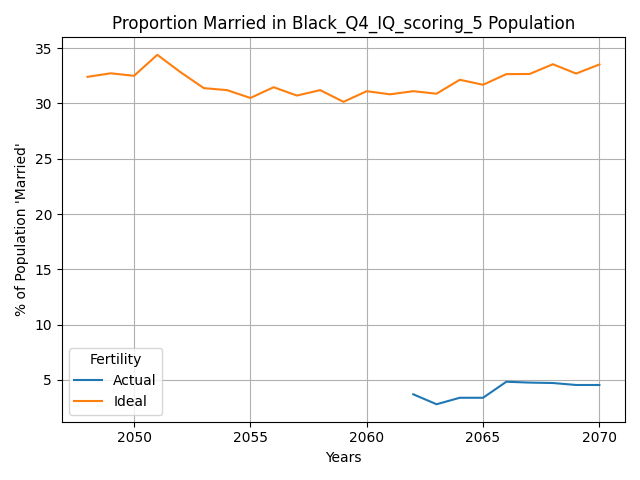 Proportion Married in Black_Q4_IQ_scoring_5 Population
% of Population 'Married'
35
30
25
20
15
10
5
Fertility
Actual
Ideal
2050 2055 2060 2065 2070
Years